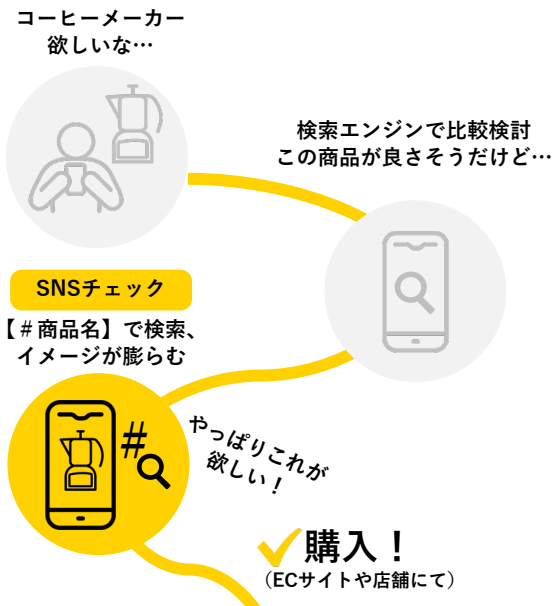 コーヒーメーカー
欲しいな…
検索エンジンで比較検討
この商品が良さそうだけど…
SNSチェック
【＃商品名】で検索、
イメージが膨らむ
#
やっぱりこれが
欲しい！
購入！
（ECサイトや店舗にて）